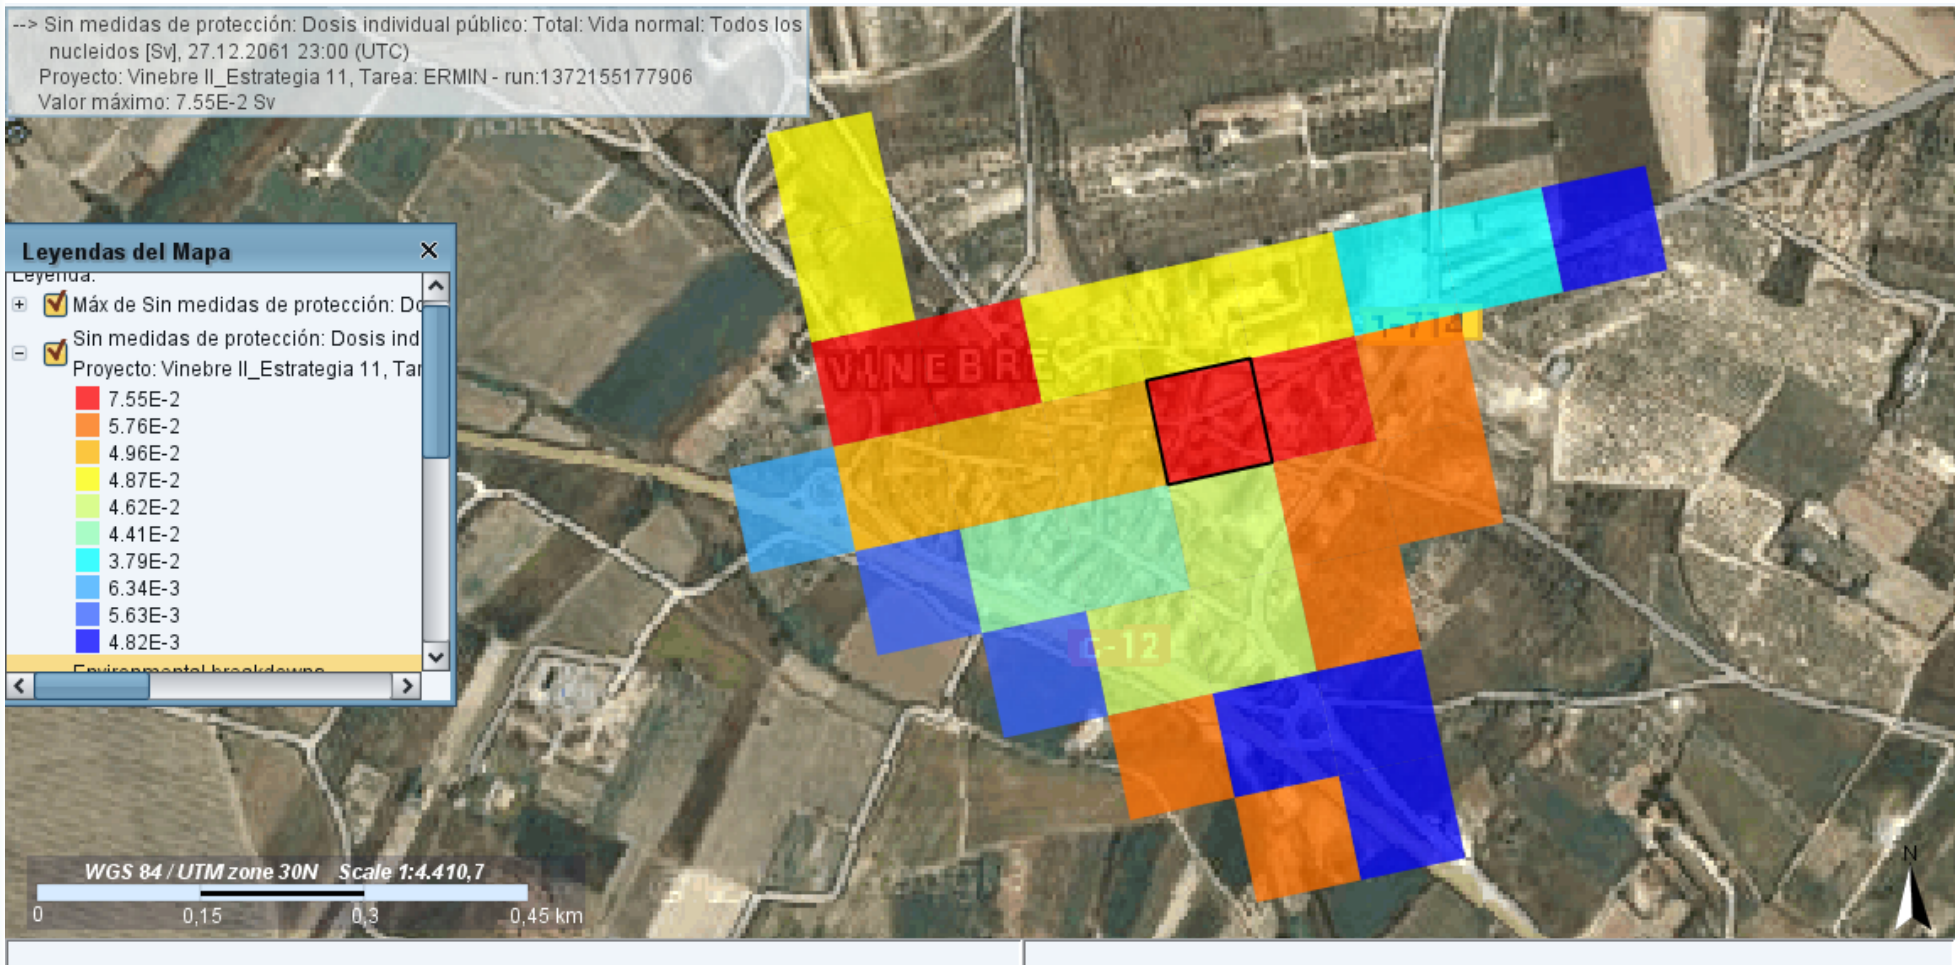 --> Sin medidas de protección: Dosis individual público: Total: Vida normal: Todos los
nucleidos [Sv], 27.12.2061 23:00 (UTC)
Proyecto: Vinebre II_Estrategia 11, Tarea: ERMIN - run:1372155177906
Valor máximo: 7.55E-2 Sv
Leyendas del Mapa
Leyenda:
Máx de Sin medidas de protección: Do
Sin medidas de protección: Dosis ind
Proyecto: Vinebre II_Estrategia 11, Tar
7.55E-2
5.76E-2
4.96E-2
4.87E-2
4.62E-2
4.41E-2
3.79E-2
6.34E-3
5.63E-3
4.82E-3
Environmental breakdowns
VINEBRE
C-12
WGS 84 / UTM zone 30N Scale 1:4.410,7
0 0,15 0,3 0,45 km
N